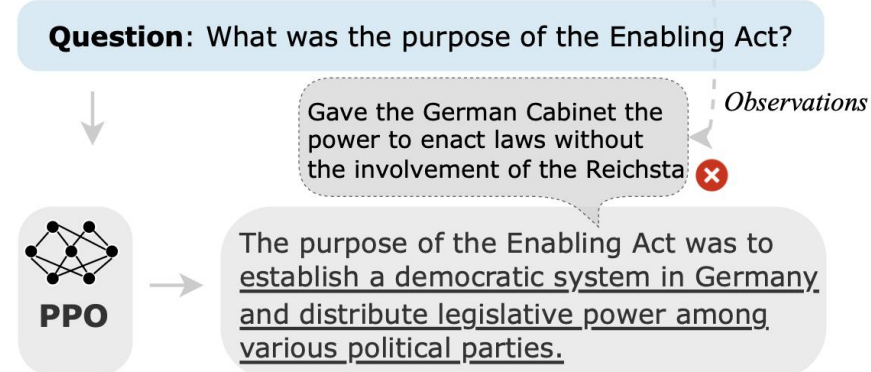 Question: What was the purpose of the Enabling Act?
Observations
Gave the German Cabinet the
power to enact laws without
the involvement of the Reichsta
The purpose of the Enabling Act was to
establish a democratic system in Germany
and distribute legislative power among
various political parties.
PPO